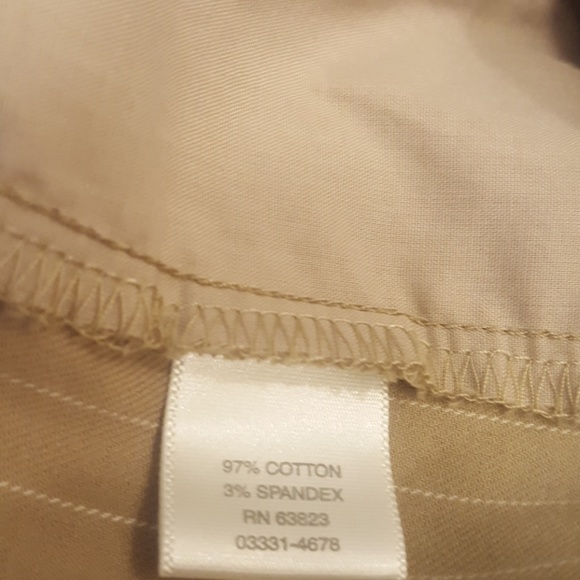 97% COTTON
3% SPANDEX
RN 63823
03331-4678